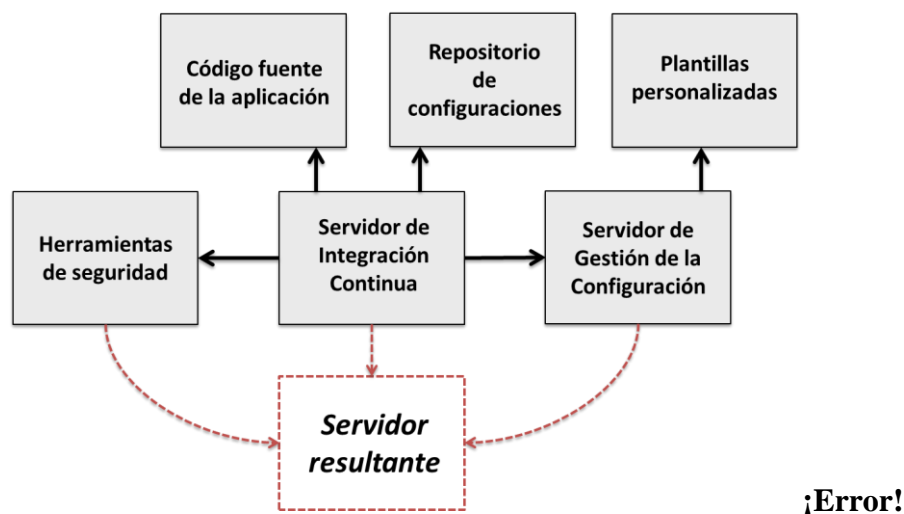 Código fuente
de la aplicación
Repositorio
de
configuraciones
Plantillas
personalizadas
Herramientas
de seguridad
Servidor de
Integración
Continua
Servidor de
Gestión de la
Configuración
Servidor
resultante
¡Error!